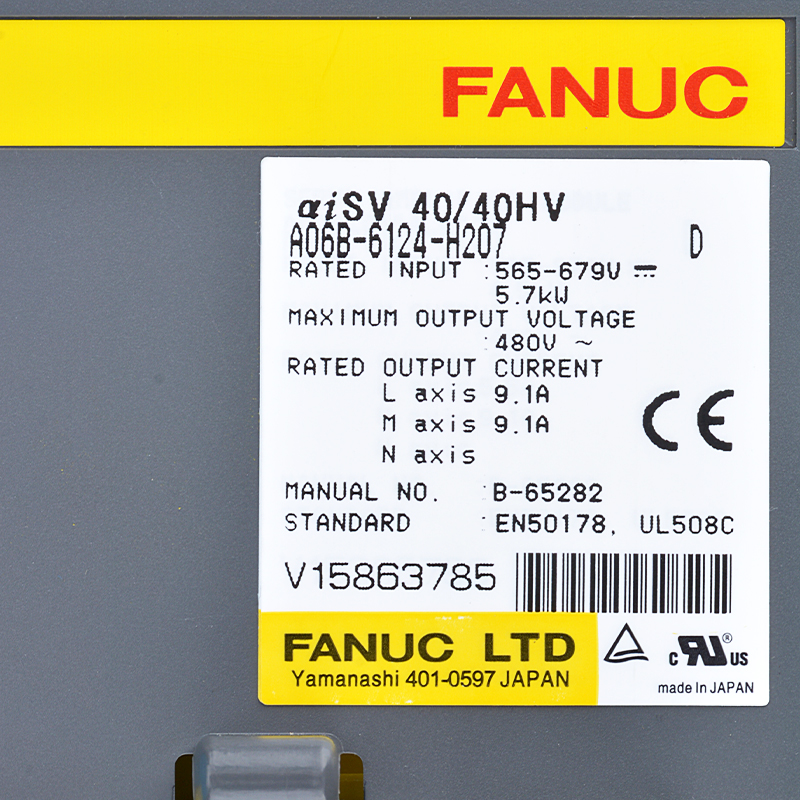 FANUC
αiSV 40/40HV
A06B-6124-H207 D
RATED INPUT :565-679V ⎓
5.7kW
MAXIMUM OUTPUT VOLTAGE
:480V ~
RATED OUTPUT CURRENT
L axis 9.1A
M axis 9.1A
N axis
CE
MANUAL NO. :B-65282
STANDARD :EN50178, UL508C
V15863785
FANUC LTD
Yamanashi 401-0597 JAPAN
c RU ® US
made in JAPAN